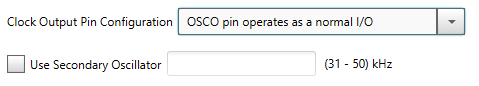 Clock Output Pin Configuration OSCO pin operates as a normal I/O
Use Secondary Oscillator (31 - 50) kHz